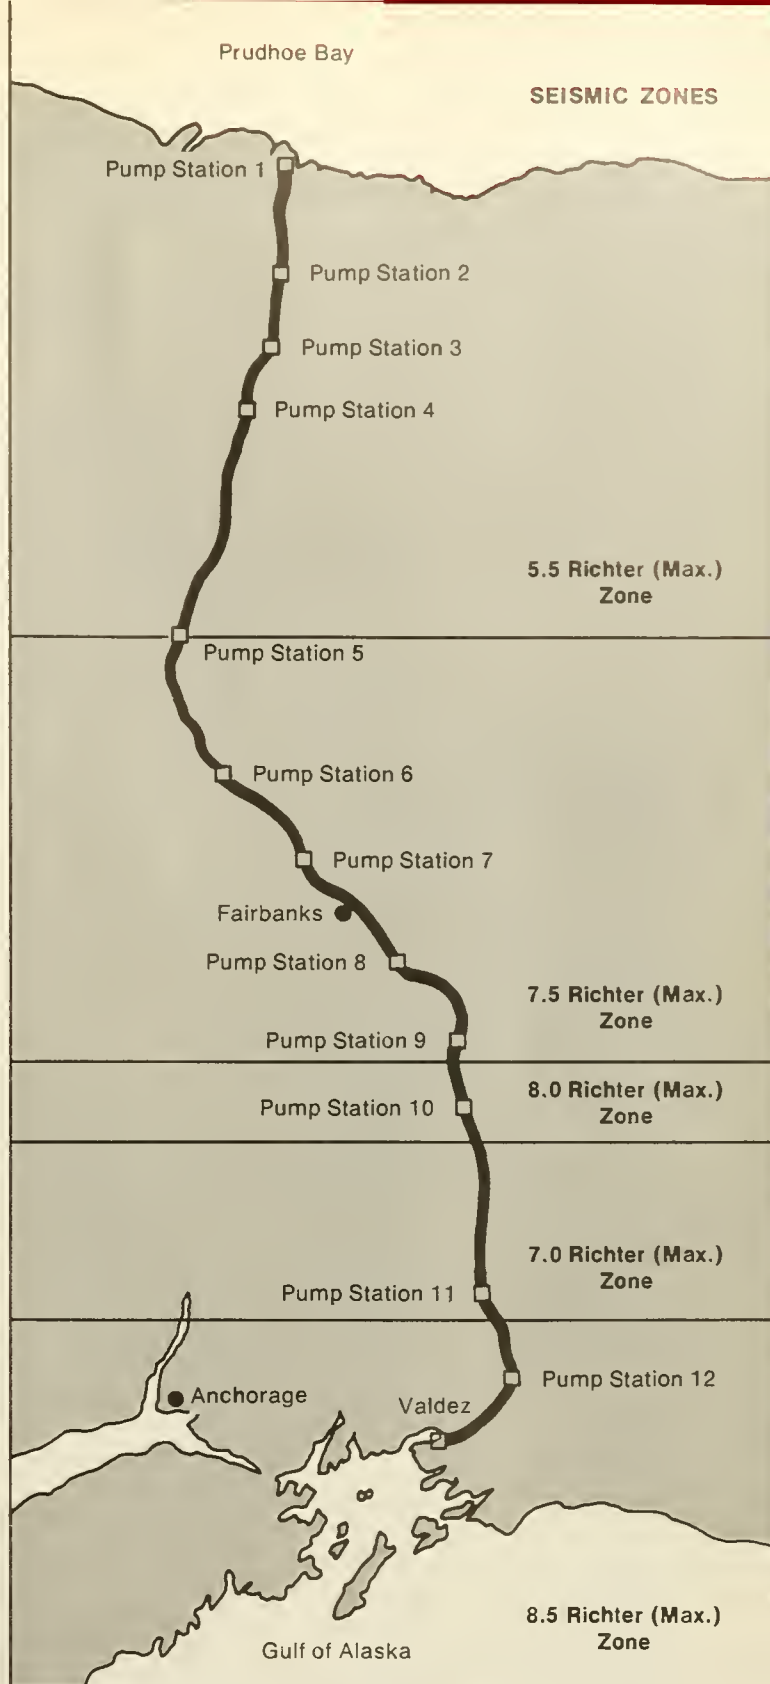 Prudhoe Bay
SEISMIC ZONES
Pump Station 1
Pump Station 2
Pump Station 3
Pump Station 4
5.5 Richter (Max.)
Zone
Pump Station 5
Pump Station 6
Pump Station 7
Fairbanks
Pump Station 8
7.5 Richter (Max.)
Zone
Pump Station 9
8.0 Richter (Max.)
Zone
Pump Station 10
7.0 Richter (Max.)
Zone
Pump Station 11
Pump Station 12
Anchorage
Valdez
8.5 Richter (Max.)
Zone
Gulf of Alaska